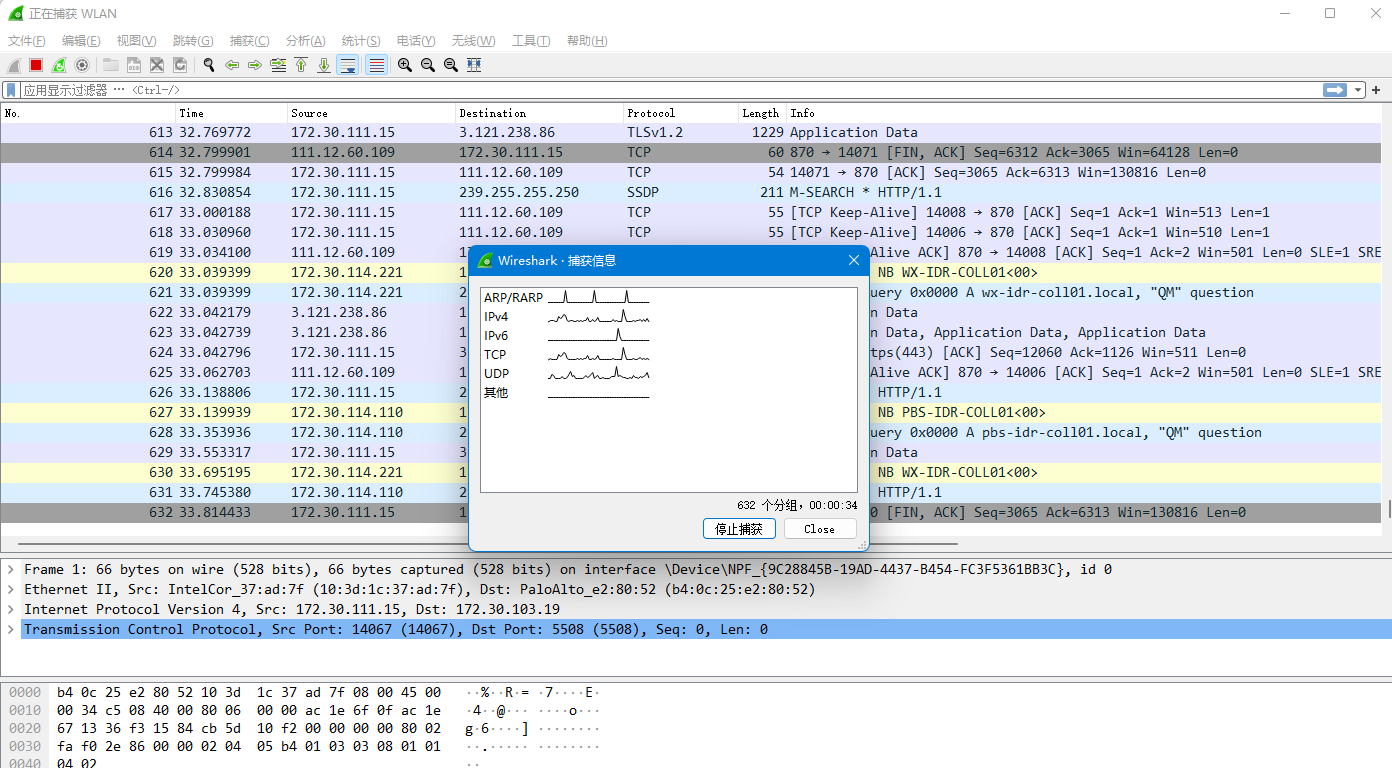 正在捕获 WLAN
文件(F) 编辑(E) 视图(V) 跳转(G) 捕获(C) 分析(A) 统计(S) 电话(Y) 无线(W) 工具(T) 帮助(H)
应用显示过滤器 … <Ctrl-/>
No. Time Source Destination Protocol Length Info
613 32.769772 172.30.111.15 3.121.238.86 TLSv1.2 1229 Application Data
614 32.799901 111.12.60.109 172.30.111.15 TCP 60 870 → 14071 [FIN, ACK] Seq=6312 Ack=3065 Win=64128 Len=0
615 32.799984 172.30.111.15 111.12.60.109 TCP 54 14071 → 870 [ACK] Seq=3065 Ack=6313 Win=130816 Len=0
616 32.830854 172.30.111.15 239.255.255.250 SSDP 211 M-SEARCH * HTTP/1.1
617 33.000188 172.30.111.15 111.12.60.109 TCP 55 [TCP Keep-Alive] 14008 → 870 [ACK] Seq=1 Ack=1 Win=513 Len=1
618 33.030960 172.30.111.15 111.12.60.109 TCP 55 [TCP Keep-Alive] 14006 → 870 [ACK] Seq=1 Ack=1 Win=510 Len=1
619 33.034100 111.12.60.109 -Alive ACK] 870 → 14008 [ACK] Seq=1 Ack=2 Win=501 Len=0 SLE=1 SRE
620 33.039399 172.30.114.221 1 NB WX-IDR-COLL01<00>
621 33.039399 172.30.114.221 2 uery 0x0000 A wx-idr-coll01.local, "QM" question
622 33.042179 3.121.238.86 1 n Data
623 33.042739 3.121.238.86 1 n Data, Application Data, Application Data
624 33.042796 172.30.111.15 3 tps(443) [ACK] Seq=12060 Ack=1126 Win=511 Len=0
625 33.062703 111.12.60.109 1 -Alive ACK] 870 → 14006 [ACK] Seq=1 Ack=2 Win=501 Len=0 SLE=1 SRE
626 33.138806 172.30.111.15 2 HTTP/1.1
627 33.139939 172.30.114.110 1 NB PBS-IDR-COLL01<00>
628 33.353936 172.30.114.110 2 uery 0x0000 A pbs-idr-coll01.local, "QM" question
629 33.553317 172.30.111.15 3 n Data
630 33.695195 172.30.114.221 1 NB WX-IDR-COLL01<00>
631 33.745380 172.30.114.110 2 HTTP/1.1
632 33.814433 172.30.111.15 1 0 [FIN, ACK] Seq=3065 Ack=6313 Win=130816 Len=0
Wireshark · 捕获信息
ARP/RARP
IPv4
IPv6
TCP
UDP
其他
632 个分组，00:00:34
停止捕获 Close
Frame 1: 66 bytes on wire (528 bits), 66 bytes captured (528 bits) on interface \Device\NPF_{9C28845B-19AD-4437-B454-FC3F5361BB3C}, id 0
Ethernet II, Src: IntelCor_37:ad:7f (10:3d:1c:37:ad:7f), Dst: PaloAlto_e2:80:52 (b4:0c:25:e2:80:52)
Internet Protocol Version 4, Src: 172.30.111.15, Dst: 172.30.103.19
Transmission Control Protocol, Src Port: 14067 (14067), Dst Port: 5508 (5508), Seq: 0, Len: 0
0000 b4 0c 25 e2 80 52 10 3d 1c 37 ad 7f 08 00 45 00 ··%··R·= ·7····E·
0010 00 34 c5 08 40 00 80 06 00 00 ac 1e 6f 0f ac 1e ·4··@··· ····o···
0020 67 13 36 f3 15 84 cb 5d 10 f2 00 00 00 00 80 02 g·6····] ········
0030 fa f0 2e 86 00 00 02 04 05 b4 01 03 03 08 01 01 ··.····· ········
0040 04 02 ··